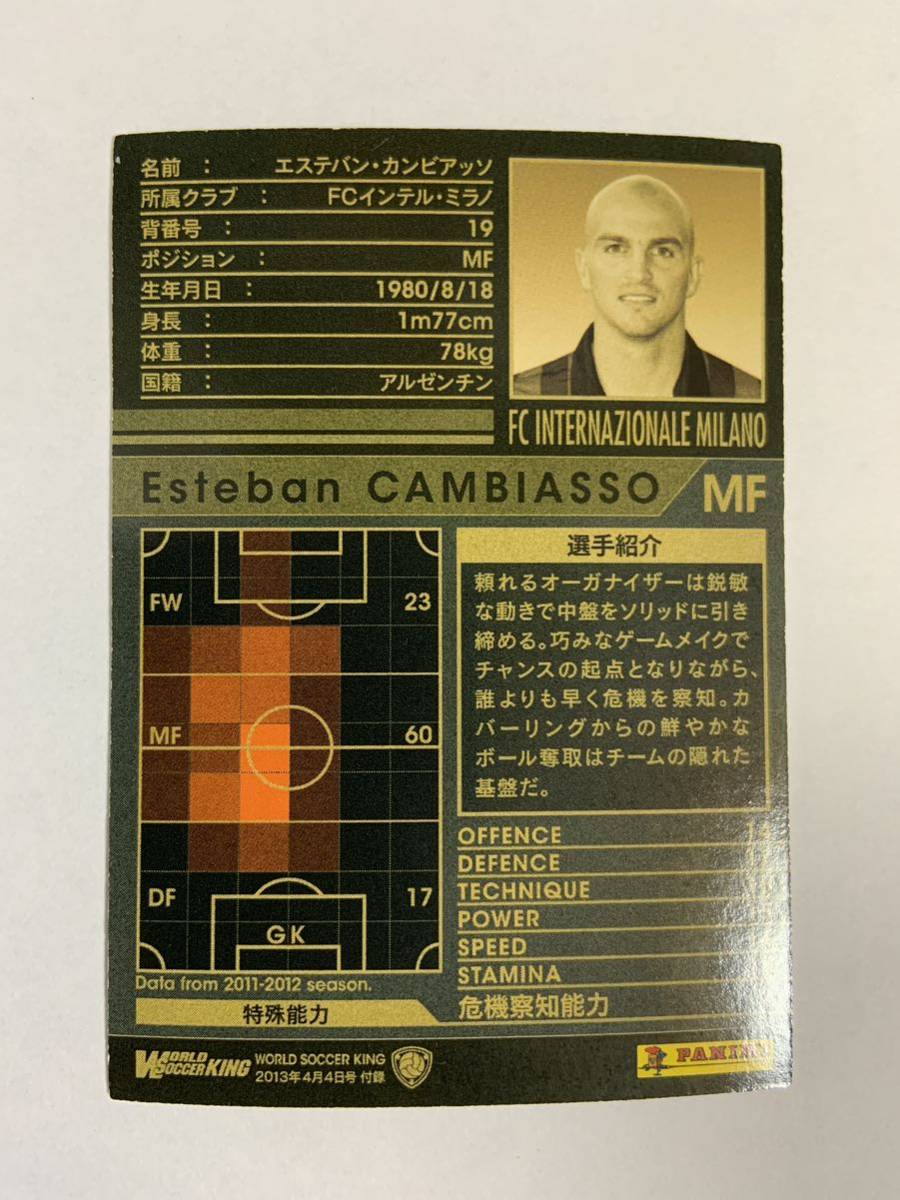 名前 : エステバン・カンビアッソ
所属クラブ : FCインテル・ミラノ
背番号 : 19
ポジション : MF
生年月日 : 1980/8/18
身長 : 1m77cm
体重 : 78kg
国籍 : アルゼンチン
FC INTERNAZIONALE MILANO
Esteban CAMBIASSO MF
FW 23
MF 60
DF 17
GK
Data from 2011-2012 season.
選手紹介
頼れるオーガナイザーは鋭敏
な動きで中盤をソリッドに引き
締める。巧みなゲームメイクで
チャンスの起点となりながら、
誰よりも早く危機を察知。カ
バーリングからの鮮やかな
ボール奪取はチームの隠れた
基盤だ。
OFFENCE
DEFENCE
TECHNIQUE
POWER
SPEED
STAMINA
特殊能力 危機察知能力
WORLD SOCCER KING
WORLD SOCCER KING
2013年4月4日号 付録
PANINI